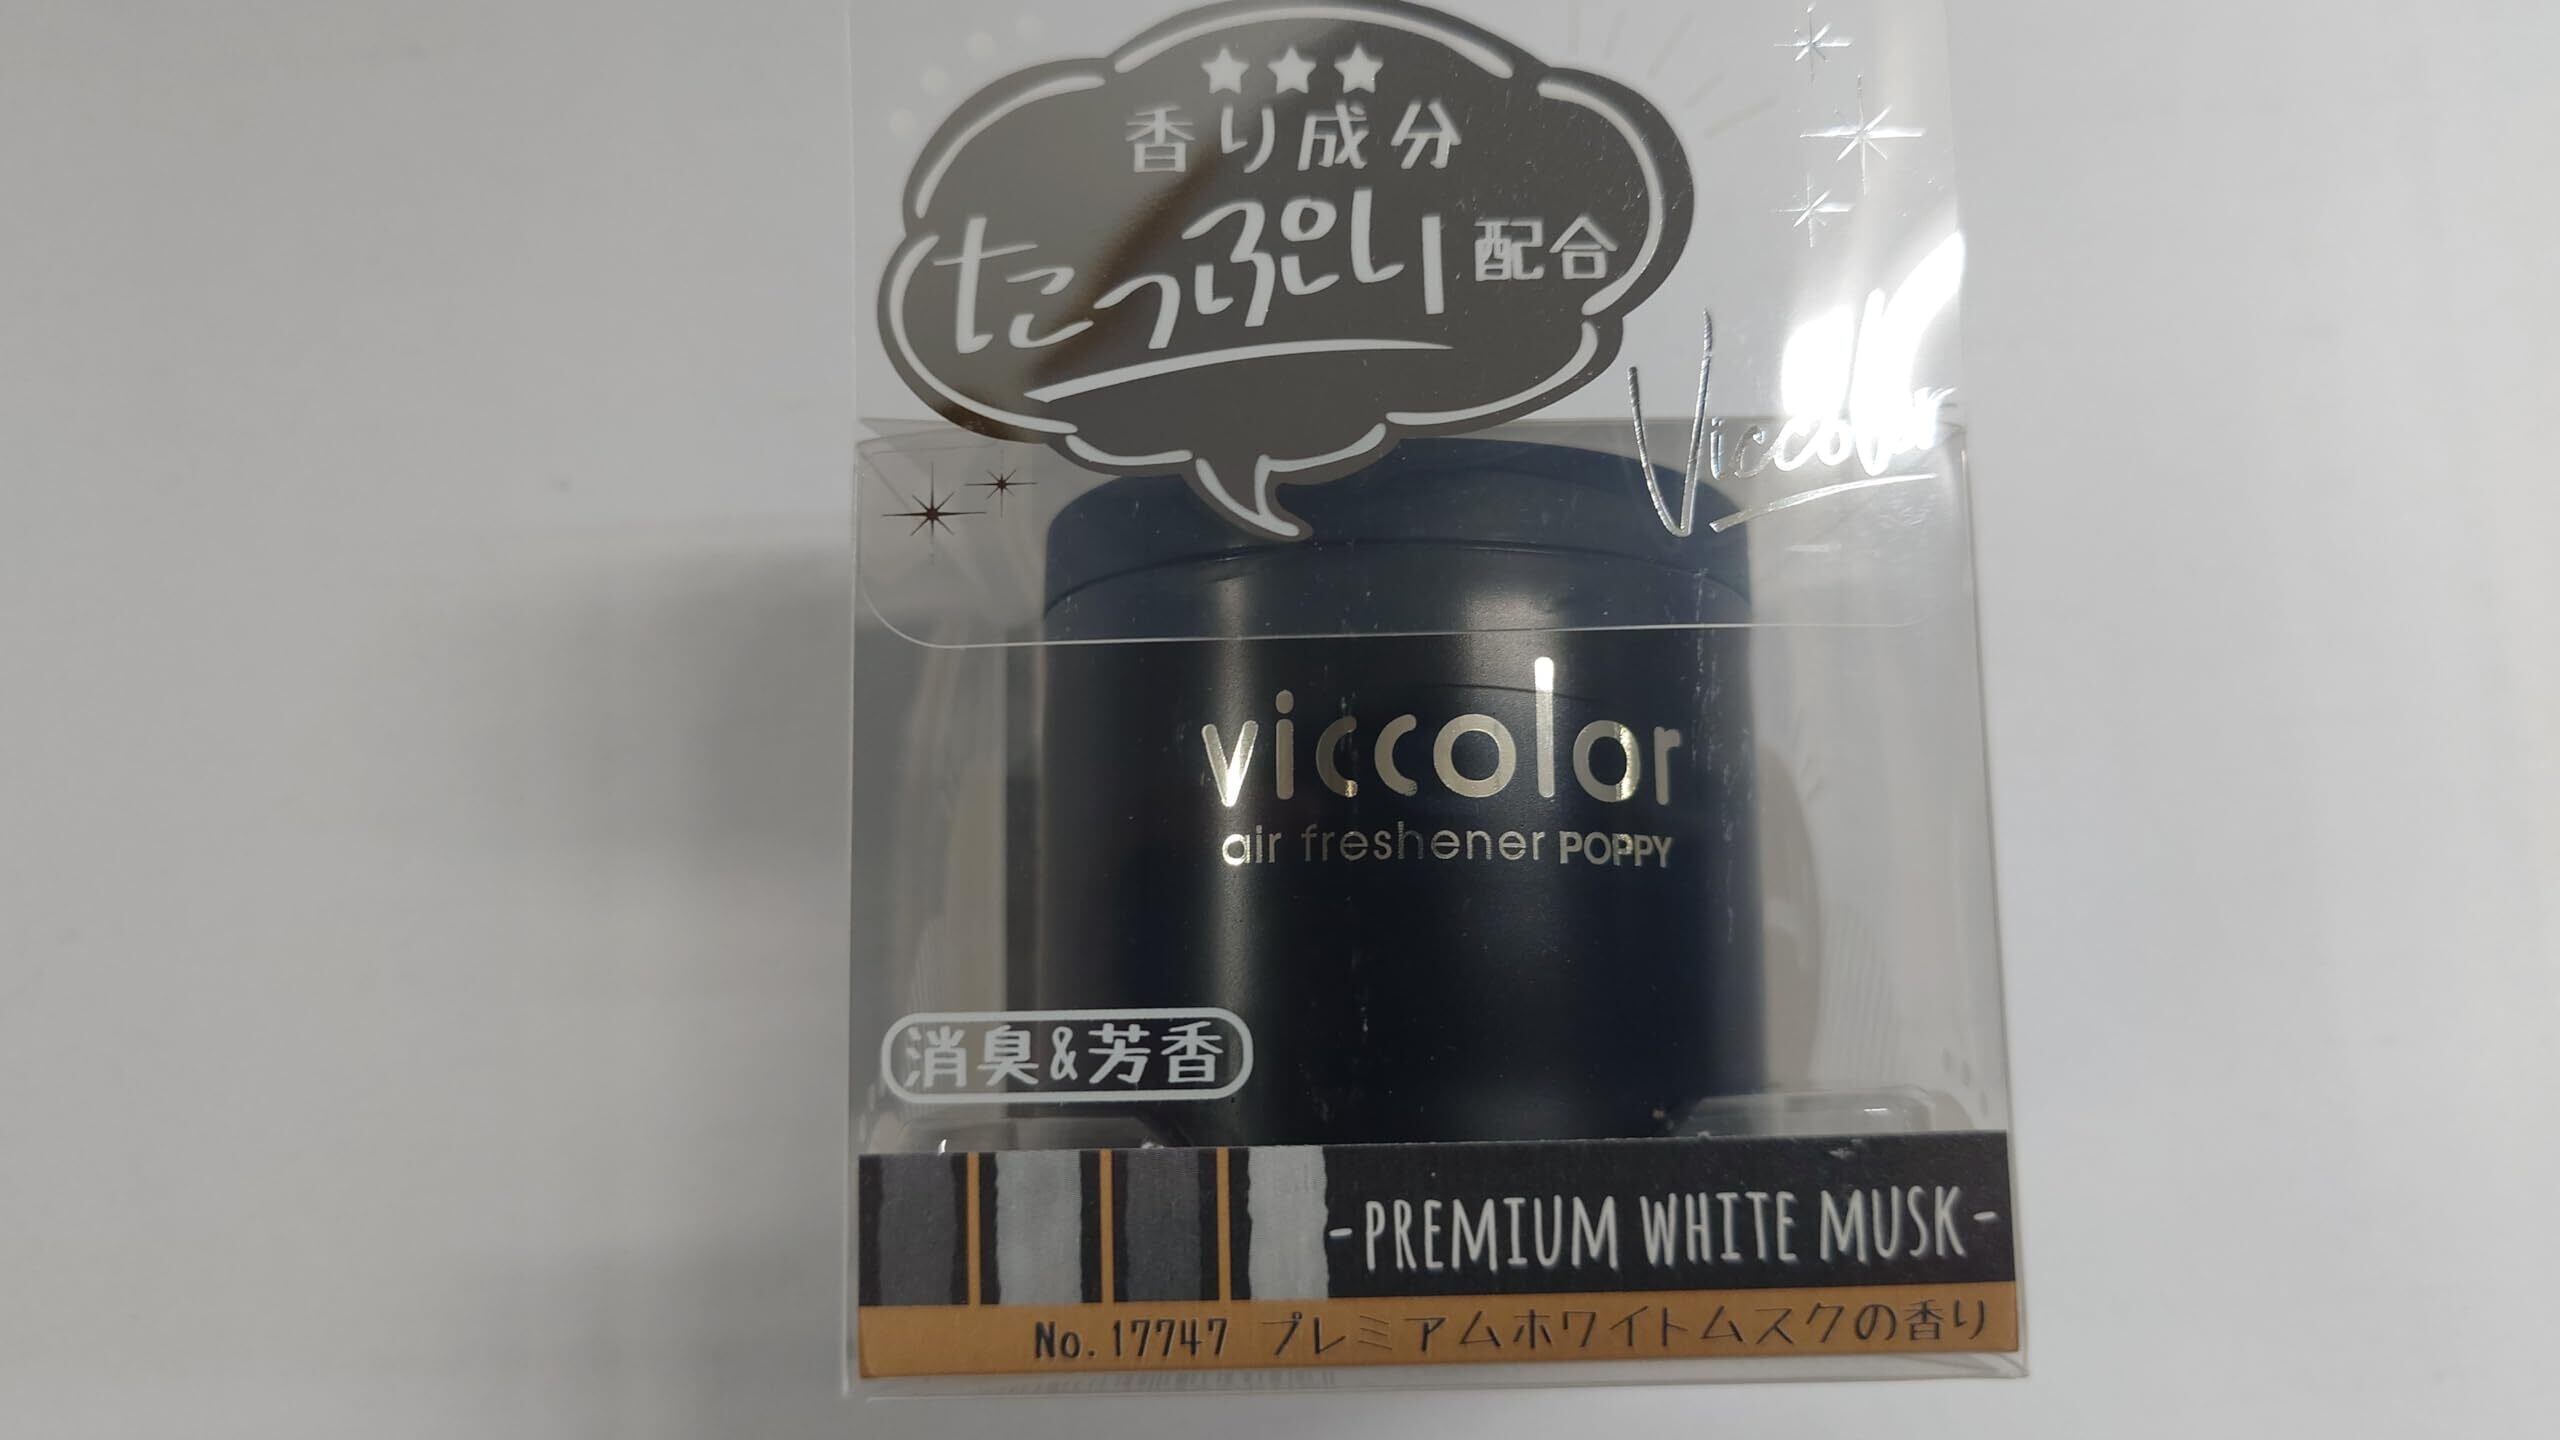 香り成分
たっぷり配合
Viccolor
viccolor
air freshener POPPY
消臭&芳香
-PREMIUM WHITE MUSK-
No.17747 プレミアムホワイトムスクの香り